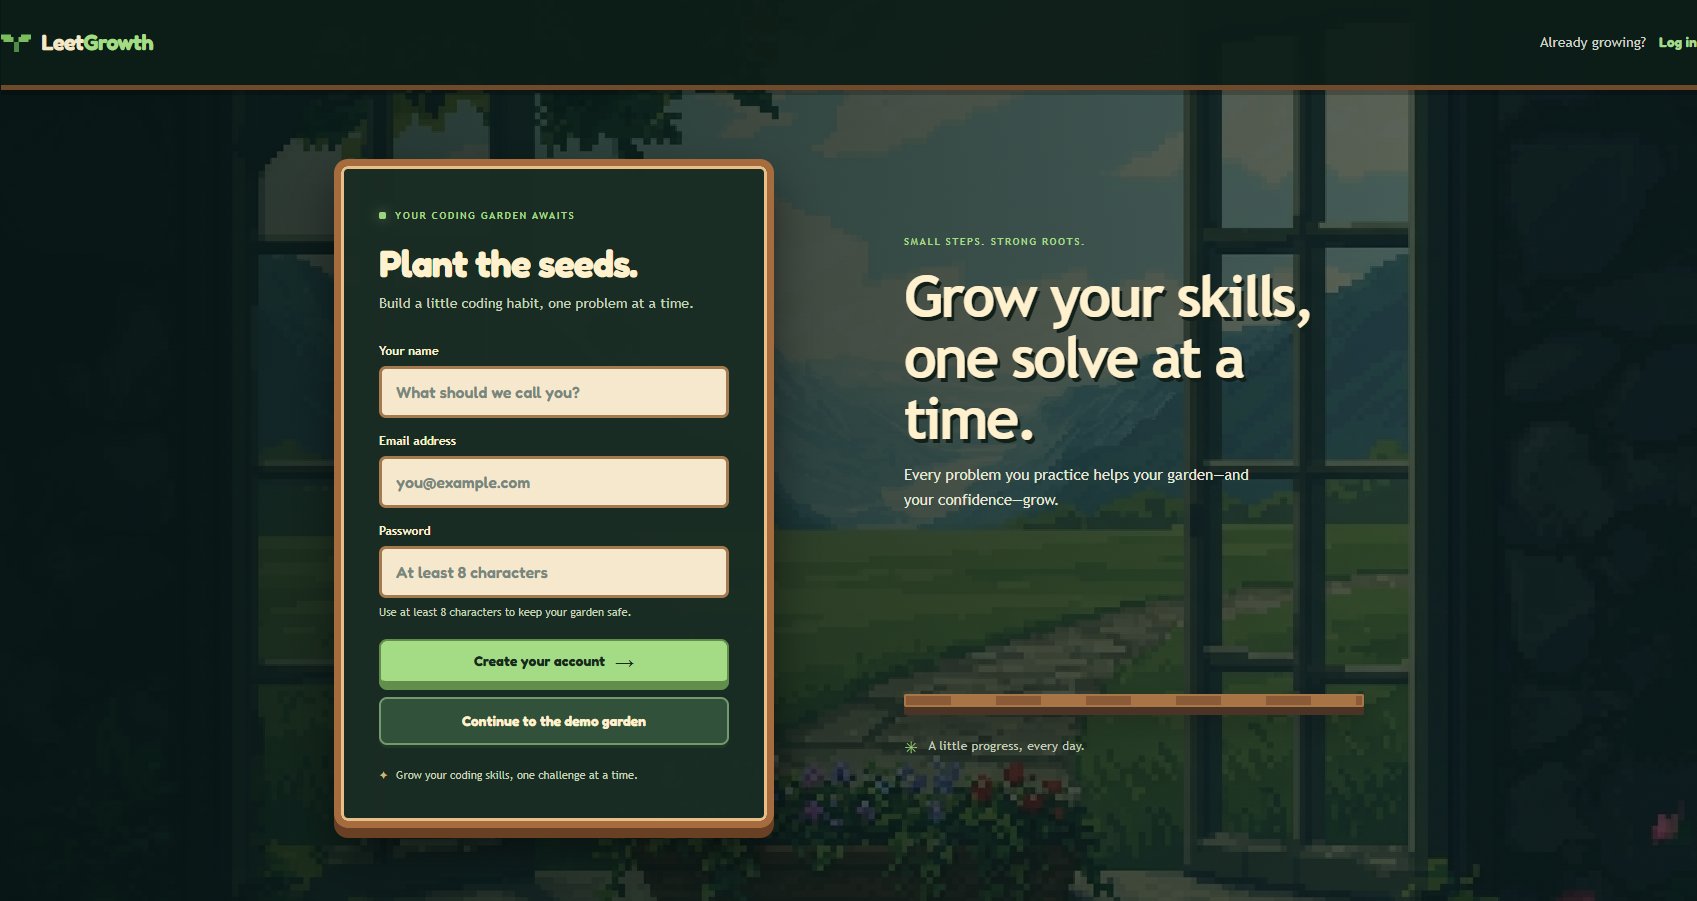 LeetGrowth
Already growing? Log in
YOUR CODING GARDEN AWAITS
Plant the seeds.
Build a little coding habit, one problem at a time.
Your name
What should we call you?
Email address
you@example.com
Password
At least 8 characters
Use at least 8 characters to keep your garden safe.
Create your account →
Continue to the demo garden
Grow your coding skills, one challenge at a time.
SMALL STEPS. STRONG ROOTS.
Grow your skills,
one solve at a
time.
Every problem you practice helps your garden—and
your confidence—grow.
A little progress, every day.